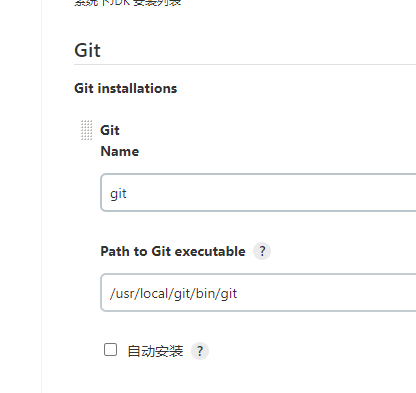 系统下JDK 安装列表
Git
Git installations
Git
Name
git
Path to Git executable ?
/usr/local/git/bin/git
自动安装 ?